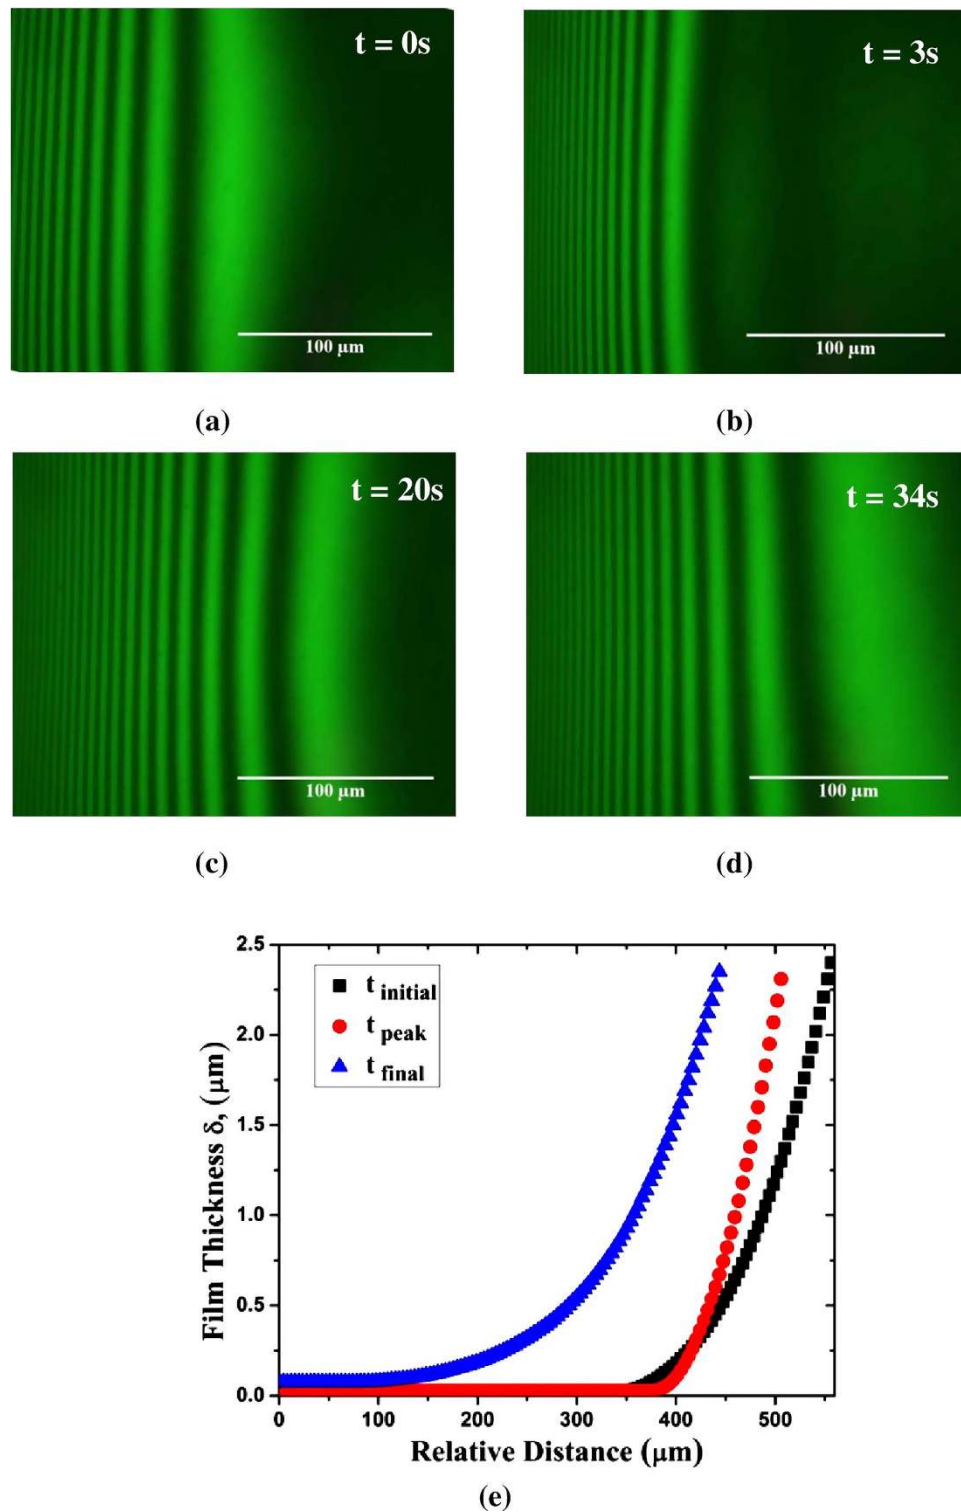 t = 0s
100 µm
(a)
t = 3s
100 µm
(b)
t = 20s
100 µm
(c)
t = 34s
100 µm
(d)
2.5
2.0
1.5
1.0
0.5
0.0
Film Thickness δ, (µm)
t initial
t peak
t final
0 100 200 300 400 500
Relative Distance (µm)
(e)